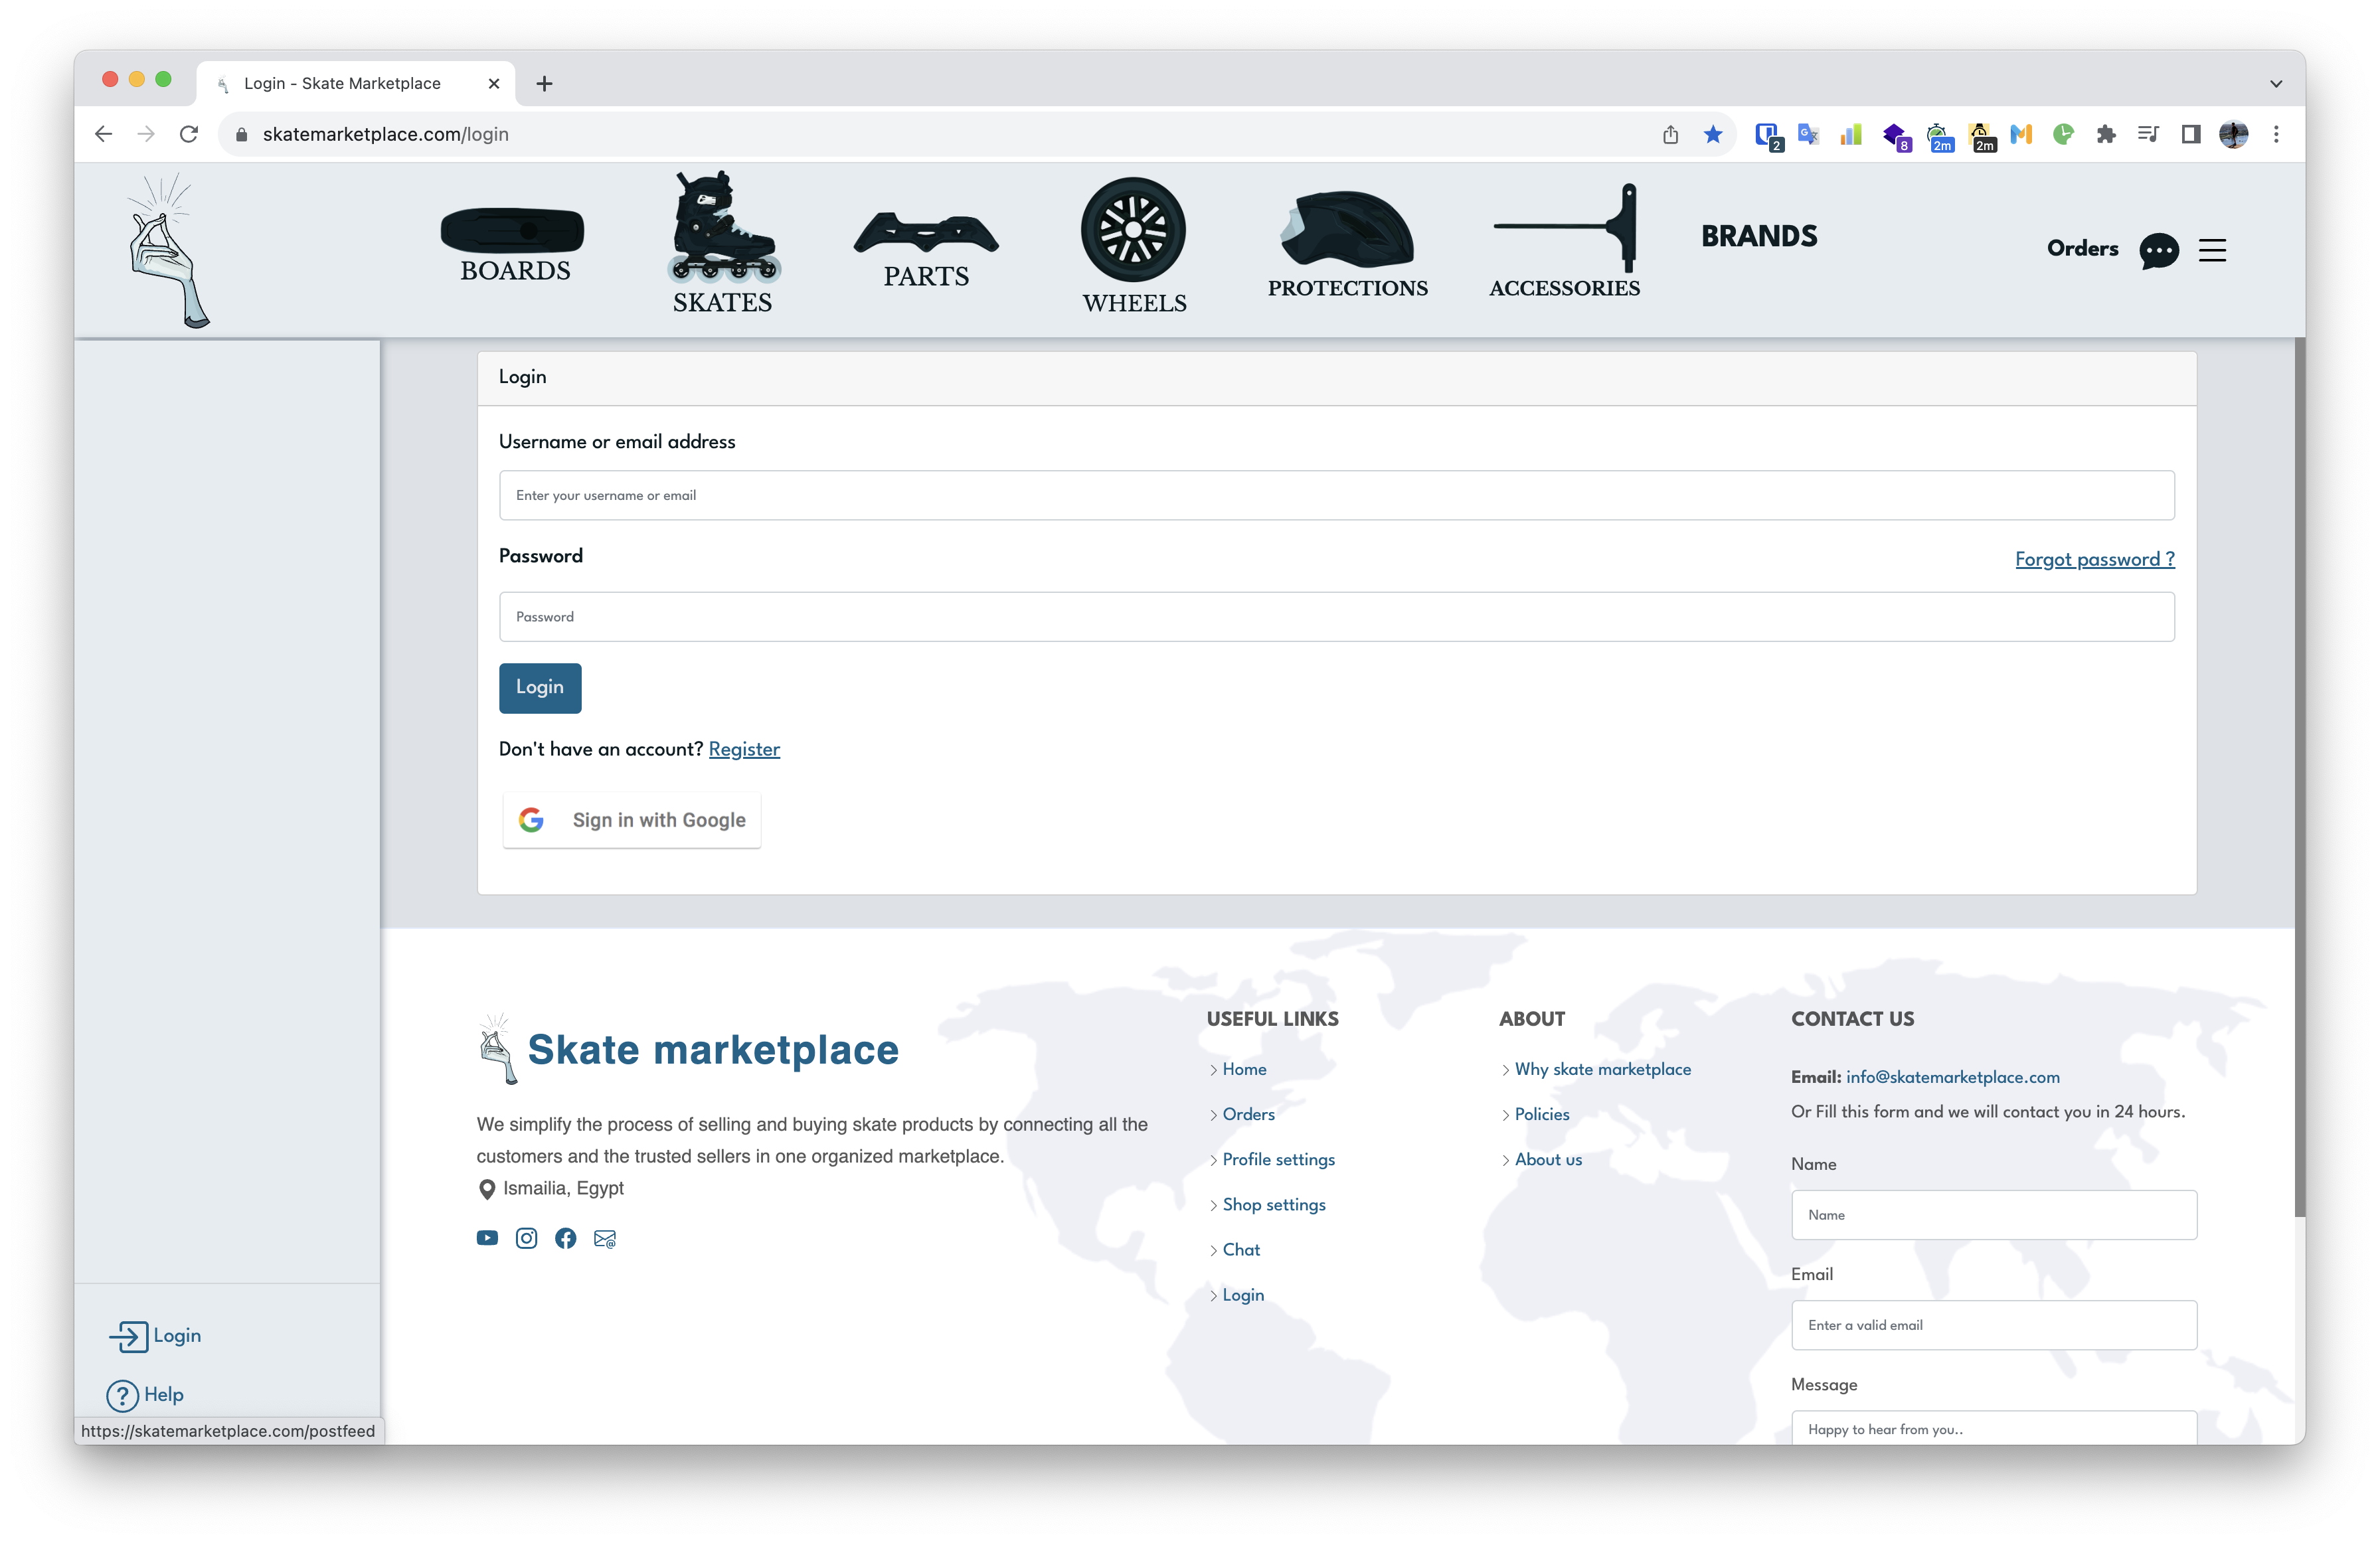 Login - Skate Marketplace
skatemarketplace.com/login
2
8
2m
2m
BOARDS
SKATES
PARTS
WHEELS
PROTECTIONS
ACCESSORIES
BRANDS
Orders
Login
Username or email address
Enter your username or email
Password
Forgot password ?
Password
Login
Don't have an account? Register
Sign in with Google
Skate marketplace
We simplify the process of selling and buying skate products by connecting all the
customers and the trusted sellers in one organized marketplace.
Ismailia, Egypt
USEFUL LINKS
Home
Orders
Profile settings
Shop settings
Chat
Login
ABOUT
Why skate marketplace
Policies
About us
CONTACT US
Email: info@skatemarketplace.com
Or Fill this form and we will contact you in 24 hours.
Name
Name
Email
Enter a valid email
Message
Happy to hear from you..
Login
Help
https://skatemarketplace.com/postfeed